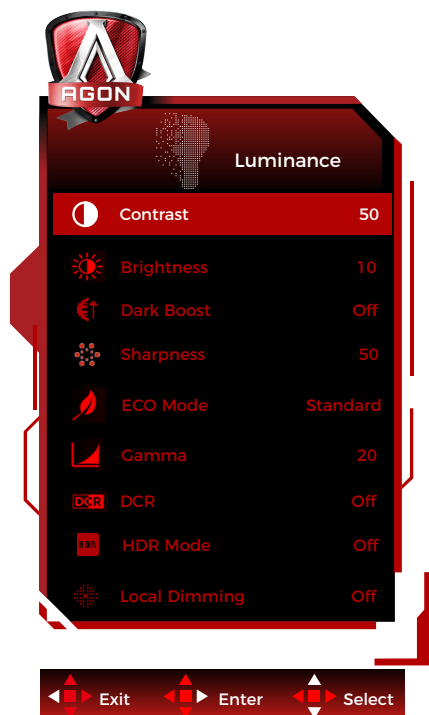 AGON
Luminance
Contrast 50
Brightness 10
Dark Boost Off
Sharpness 50
ECO Mode Standard
Gamma 20
DCR DCR Off
HDR HDR Mode Off
Local Dimming Off
Exit Enter Select